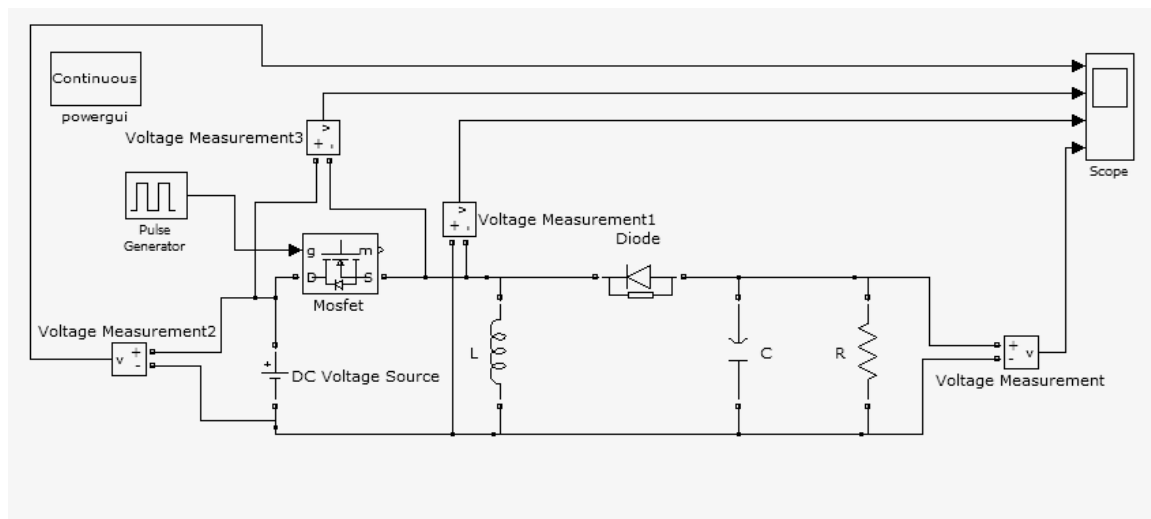 Continuous
powergui
Voltage Measurement3
v
+ -
Scope
Pulse
Generator
v
+ -
Voltage Measurement1
Diode
g m
D S
Mosfet
Voltage Measurement2
v + -
+
DC Voltage Source
L
C
R
+ - v
Voltage Measurement